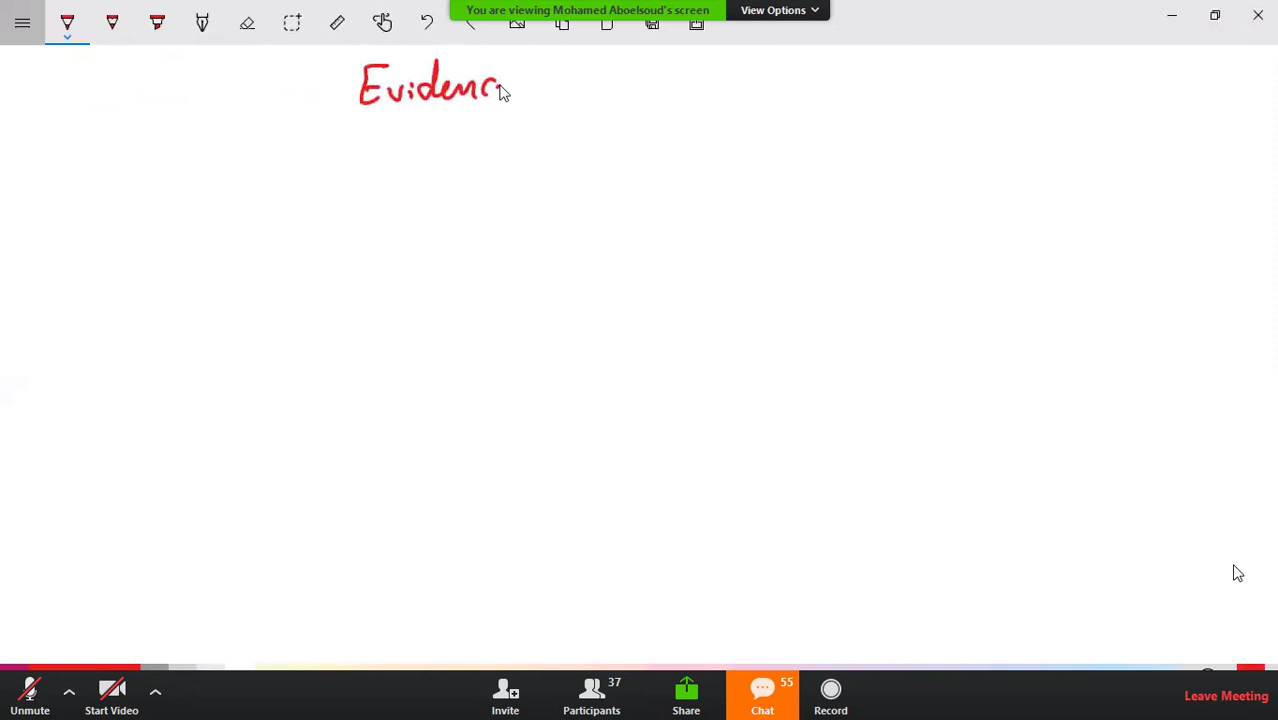 You are viewing Mohamed Aboelsoud's screen
View Options
Evidenc
Unmute
Start Video
Invite
37
Participants
Share
55
Chat
Record
Leave Meeting